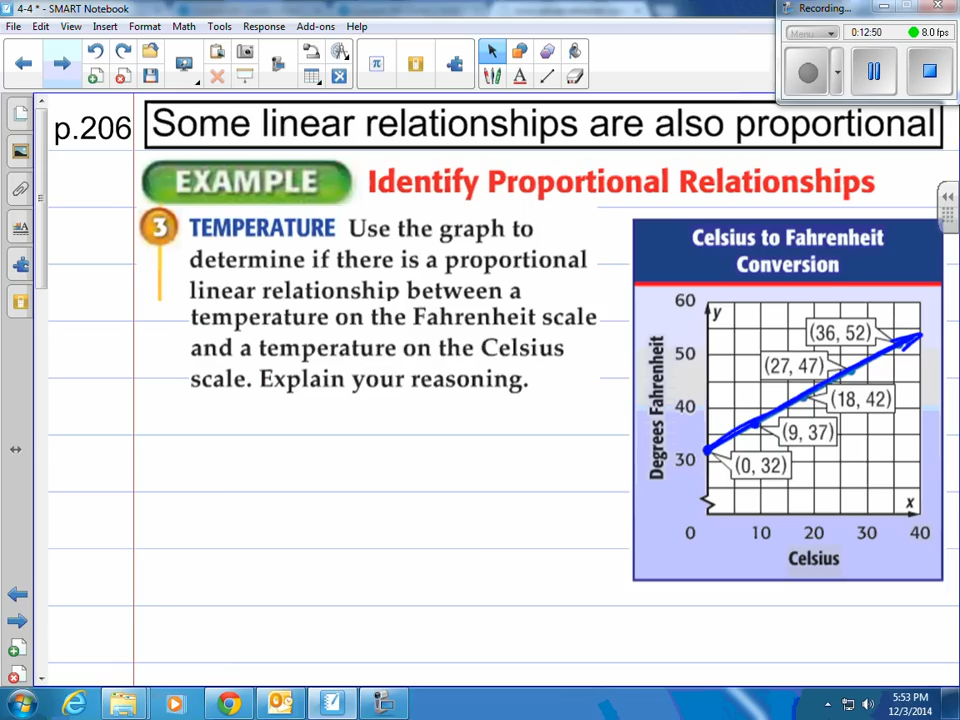 4-4 * - SMART Notebook
Recording...
File Edit View Insert Format Math Tools Response Add-ons Help
Menu 0:12:50 8.0 fps
p.206 Some linear relationships are also proportional
EXAMPLE Identify Proportional Relationships
3 TEMPERATURE Use the graph to
determine if there is a proportional
linear relationship between a
temperature on the Fahrenheit scale
and a temperature on the Celsius
scale. Explain your reasoning.
Celsius to Fahrenheit
Conversion
60
y
(36, 52)
50
(27, 47)
40
(18, 42)
(9, 37)
30
(0, 32)
Degrees Fahrenheit
x
0 10 20 30 40
Celsius
5:53 PM
12/3/2014